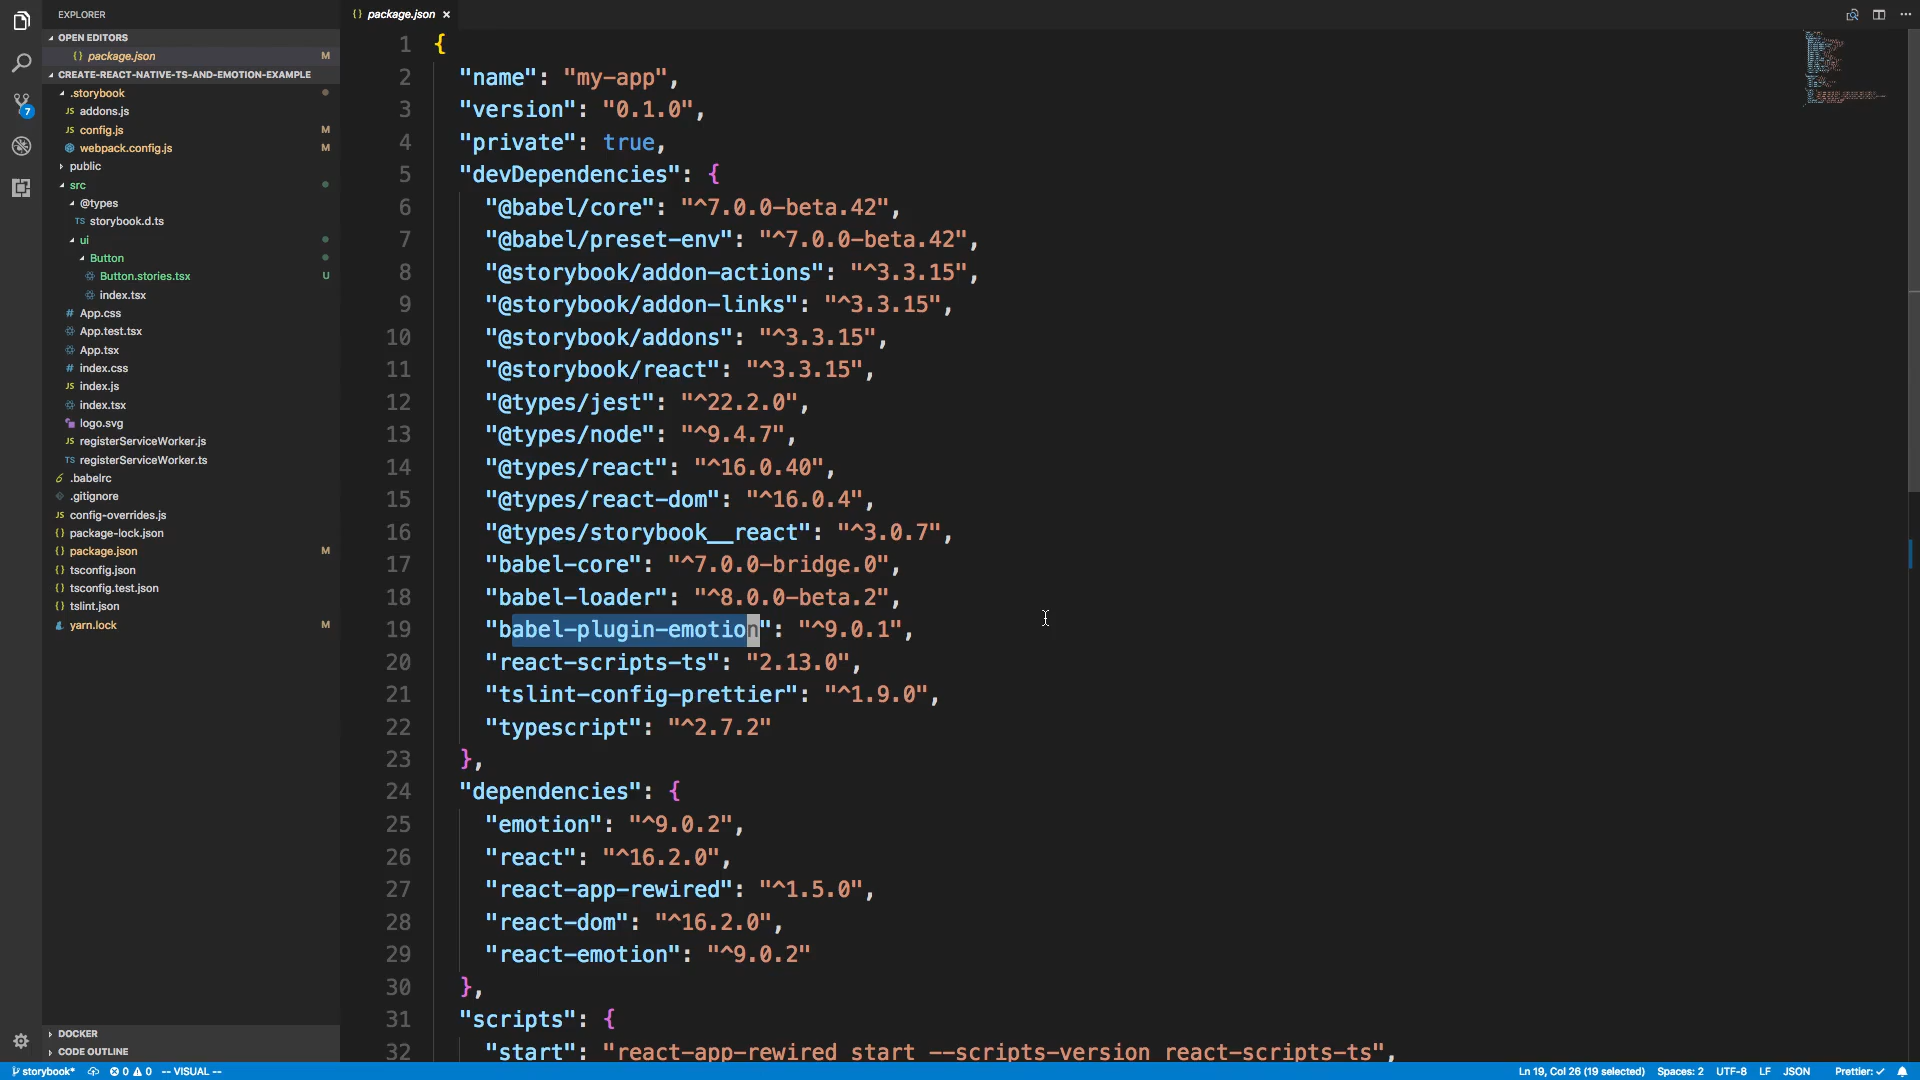 EXPLORER
OPEN EDITORS
{} package.json M
CREATE-REACT-NATIVE-TS-AND-EMOTION-EXAMPLE
.storybook
JS addons.js
JS config.js M
webpack.config.js M
public
src
@types
TS storybook.d.ts
ui
Button
Button.stories.tsx U
index.tsx
# App.css
App.test.tsx
App.tsx
# index.css
JS index.js
index.tsx
logo.svg
JS registerServiceWorker.js
TS registerServiceWorker.ts
.babelrc
.gitignore
JS config-overrides.js
{} package-lock.json
{} package.json M
{} tsconfig.json
{} tsconfig.test.json
{} tslint.json
yarn.lock M
DOCKER
CODE OUTLINE
7
{} package.json ×
1 {
2 "name": "my-app",
3 "version": "0.1.0",
4 "private": true,
5 "devDependencies": {
6 "@babel/core": "^7.0.0-beta.42",
7 "@babel/preset-env": "^7.0.0-beta.42",
8 "@storybook/addon-actions": "^3.3.15",
9 "@storybook/addon-links": "^3.3.15",
10 "@storybook/addons": "^3.3.15",
11 "@storybook/react": "^3.3.15",
12 "@types/jest": "^22.2.0",
13 "@types/node": "^9.4.7",
14 "@types/react": "^16.0.40",
15 "@types/react-dom": "^16.0.4",
16 "@types/storybook__react": "^3.0.7",
17 "babel-core": "^7.0.0-bridge.0",
18 "babel-loader": "^8.0.0-beta.2",
19 "babel-plugin-emotion": "^9.0.1",
20 "react-scripts-ts": "2.13.0",
21 "tslint-config-prettier": "^1.9.0",
22 "typescript": "^2.7.2"
23 },
24 "dependencies": {
25 "emotion": "^9.0.2",
26 "react": "^16.2.0",
27 "react-app-rewired": "^1.5.0",
28 "react-dom": "^16.2.0",
29 "react-emotion": "^9.0.2"
30 },
31 "scripts": {
32 "start": "react-app-rewired start --scripts-version react-scripts-ts",
storybook* 0 0 -- VISUAL -- Ln 19, Col 26 (19 selected) Spaces: 2 UTF-8 LF JSON Prettier: ✓